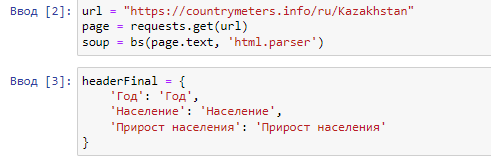 Ввод [2]: url = "https://countrymeters.info/ru/Kazakhstan"
page = requests.get(url)
soup = bs(page.text, 'html.parser')
Ввод [3]: headerFinal = {
    'Год': 'Год',
    'Население': 'Население',
    'Прирост населения': 'Прирост населения'
}